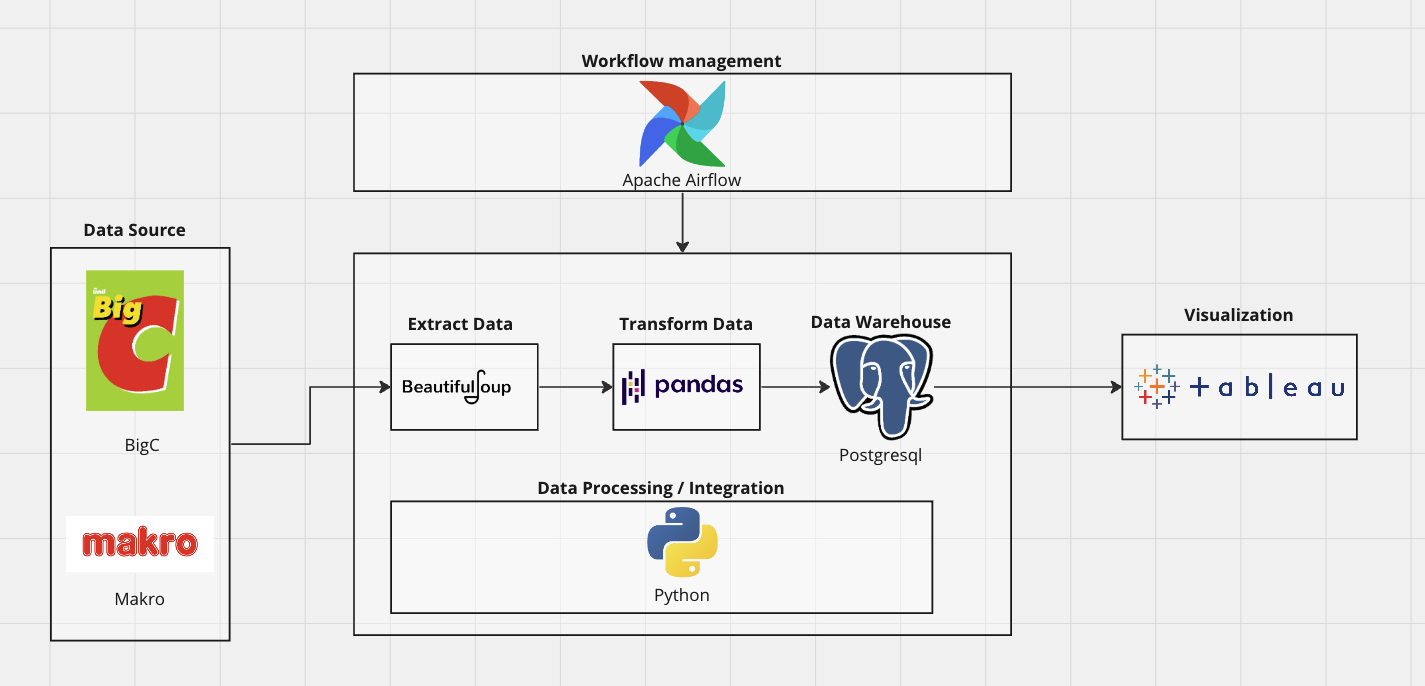 Workflow management
Apache Airflow
Data Source
Big
C
BigC
makro
Makro
Extract Data
BeautifulSoup
Transform Data
pandas
Data Warehouse
Postgresql
Data Processing / Integration
Python
Visualization
+ableau